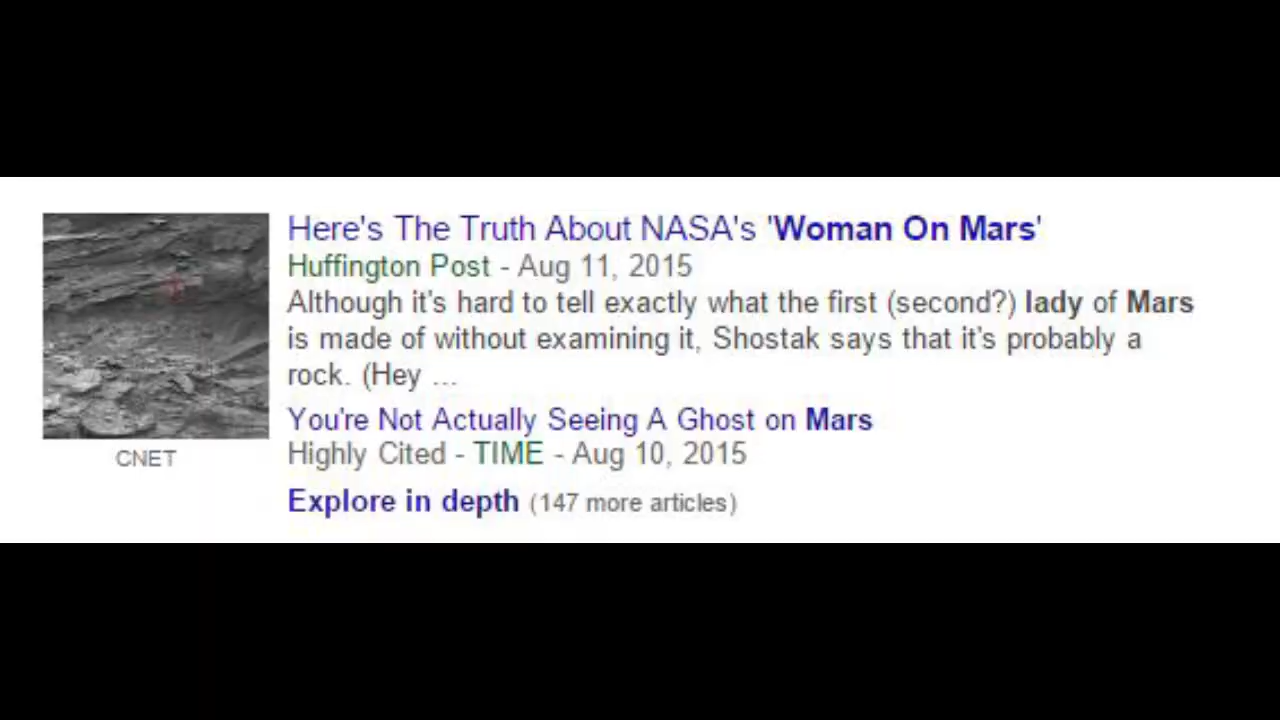 Here's The Truth About NASA's 'Woman On Mars'
Huffington Post - Aug 11, 2015
Although it's hard to tell exactly what the first (second?) lady of Mars
is made of without examining it, Shostak says that it's probably a
rock. (Hey ...
You're Not Actually Seeing A Ghost on Mars
Highly Cited - TIME - Aug 10, 2015
Explore in depth (147 more articles)
CNET